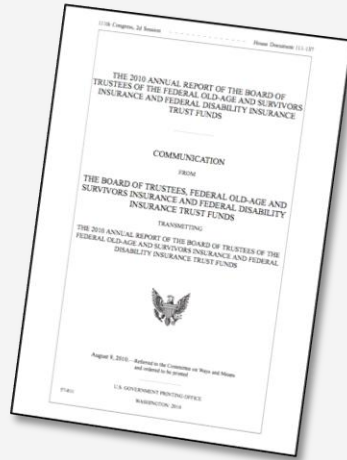 111th Congress, 2d Session
House Document 111-137
THE 2010 ANNUAL REPORT OF THE BOARD OF
TRUSTEES OF THE FEDERAL OLD-AGE AND SURVIVORS
INSURANCE AND FEDERAL DISABILITY INSURANCE
TRUST FUNDS
COMMUNICATION
FROM
THE BOARD OF TRUSTEES, FEDERAL OLD-AGE AND
SURVIVORS INSURANCE AND FEDERAL DISABILITY
INSURANCE TRUST FUNDS
TRANSMITTING
THE 2010 ANNUAL REPORT OF THE BOARD OF TRUSTEES OF THE
FEDERAL OLD-AGE AND SURVIVORS INSURANCE AND FEDERAL
DISABILITY INSURANCE TRUST FUNDS
August 9, 2010.—Referred to the Committee on Ways and Means
and ordered to be printed
U.S. GOVERNMENT PRINTING OFFICE
WASHINGTON: 2010